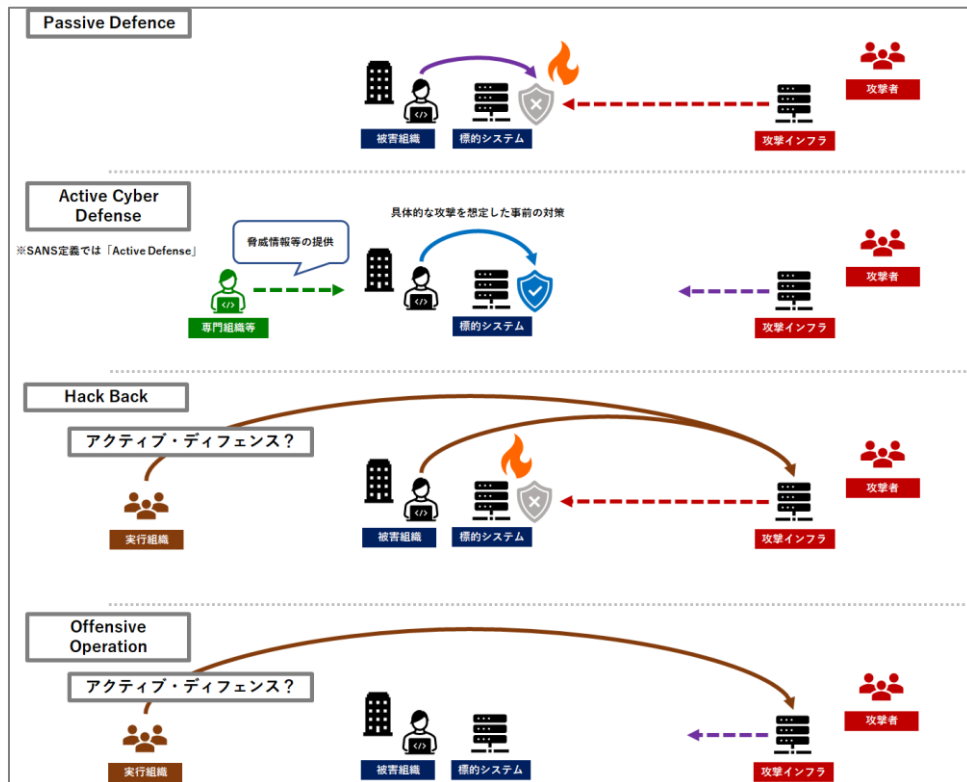 Passive Defence
攻撃者
被害組織
標的システム
攻撃インフラ
Active Cyber
Defense
※SANS定義では「Active Defense」
脅威情報等の提供
具体的な攻撃を想定した事前の対策
攻撃者
専門組織等
標的システム
攻撃インフラ
Hack Back
アクティブ・ディフェンス？
攻撃者
実行組織
被害組織
標的システム
攻撃インフラ
Offensive
Operation
アクティブ・ディフェンス？
攻撃者
実行組織
被害組織
標的システム
攻撃インフラ